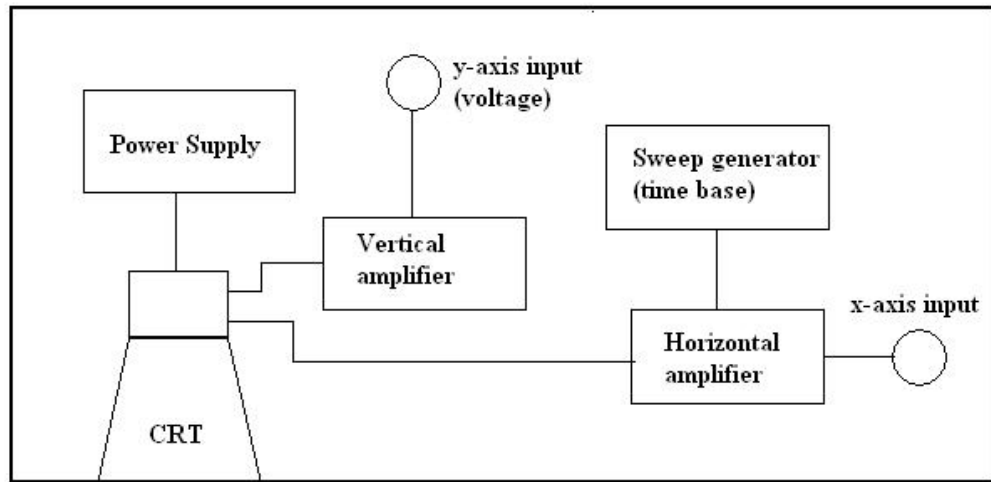 y-axis input
(voltage)
Power Supply
Sweep generator
(time base)
Vertical
amplifier
x-axis input
Horizontal
amplifier
CRT